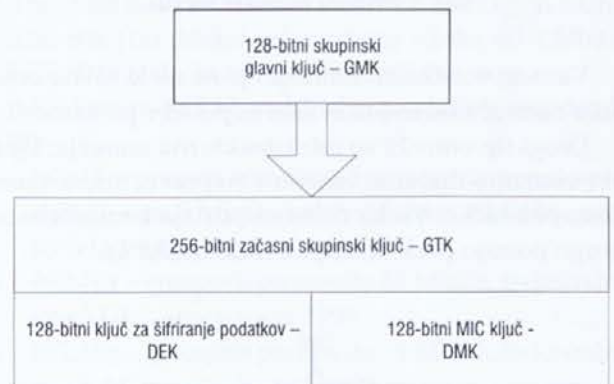 128-bitni skupinski
glavni ključ – GMK
256-bitni začasni skupinski ključ – GTK
128-bitni ključ za šifriranje podatkov –
DEK
128-bitni MIC ključ -
DMK